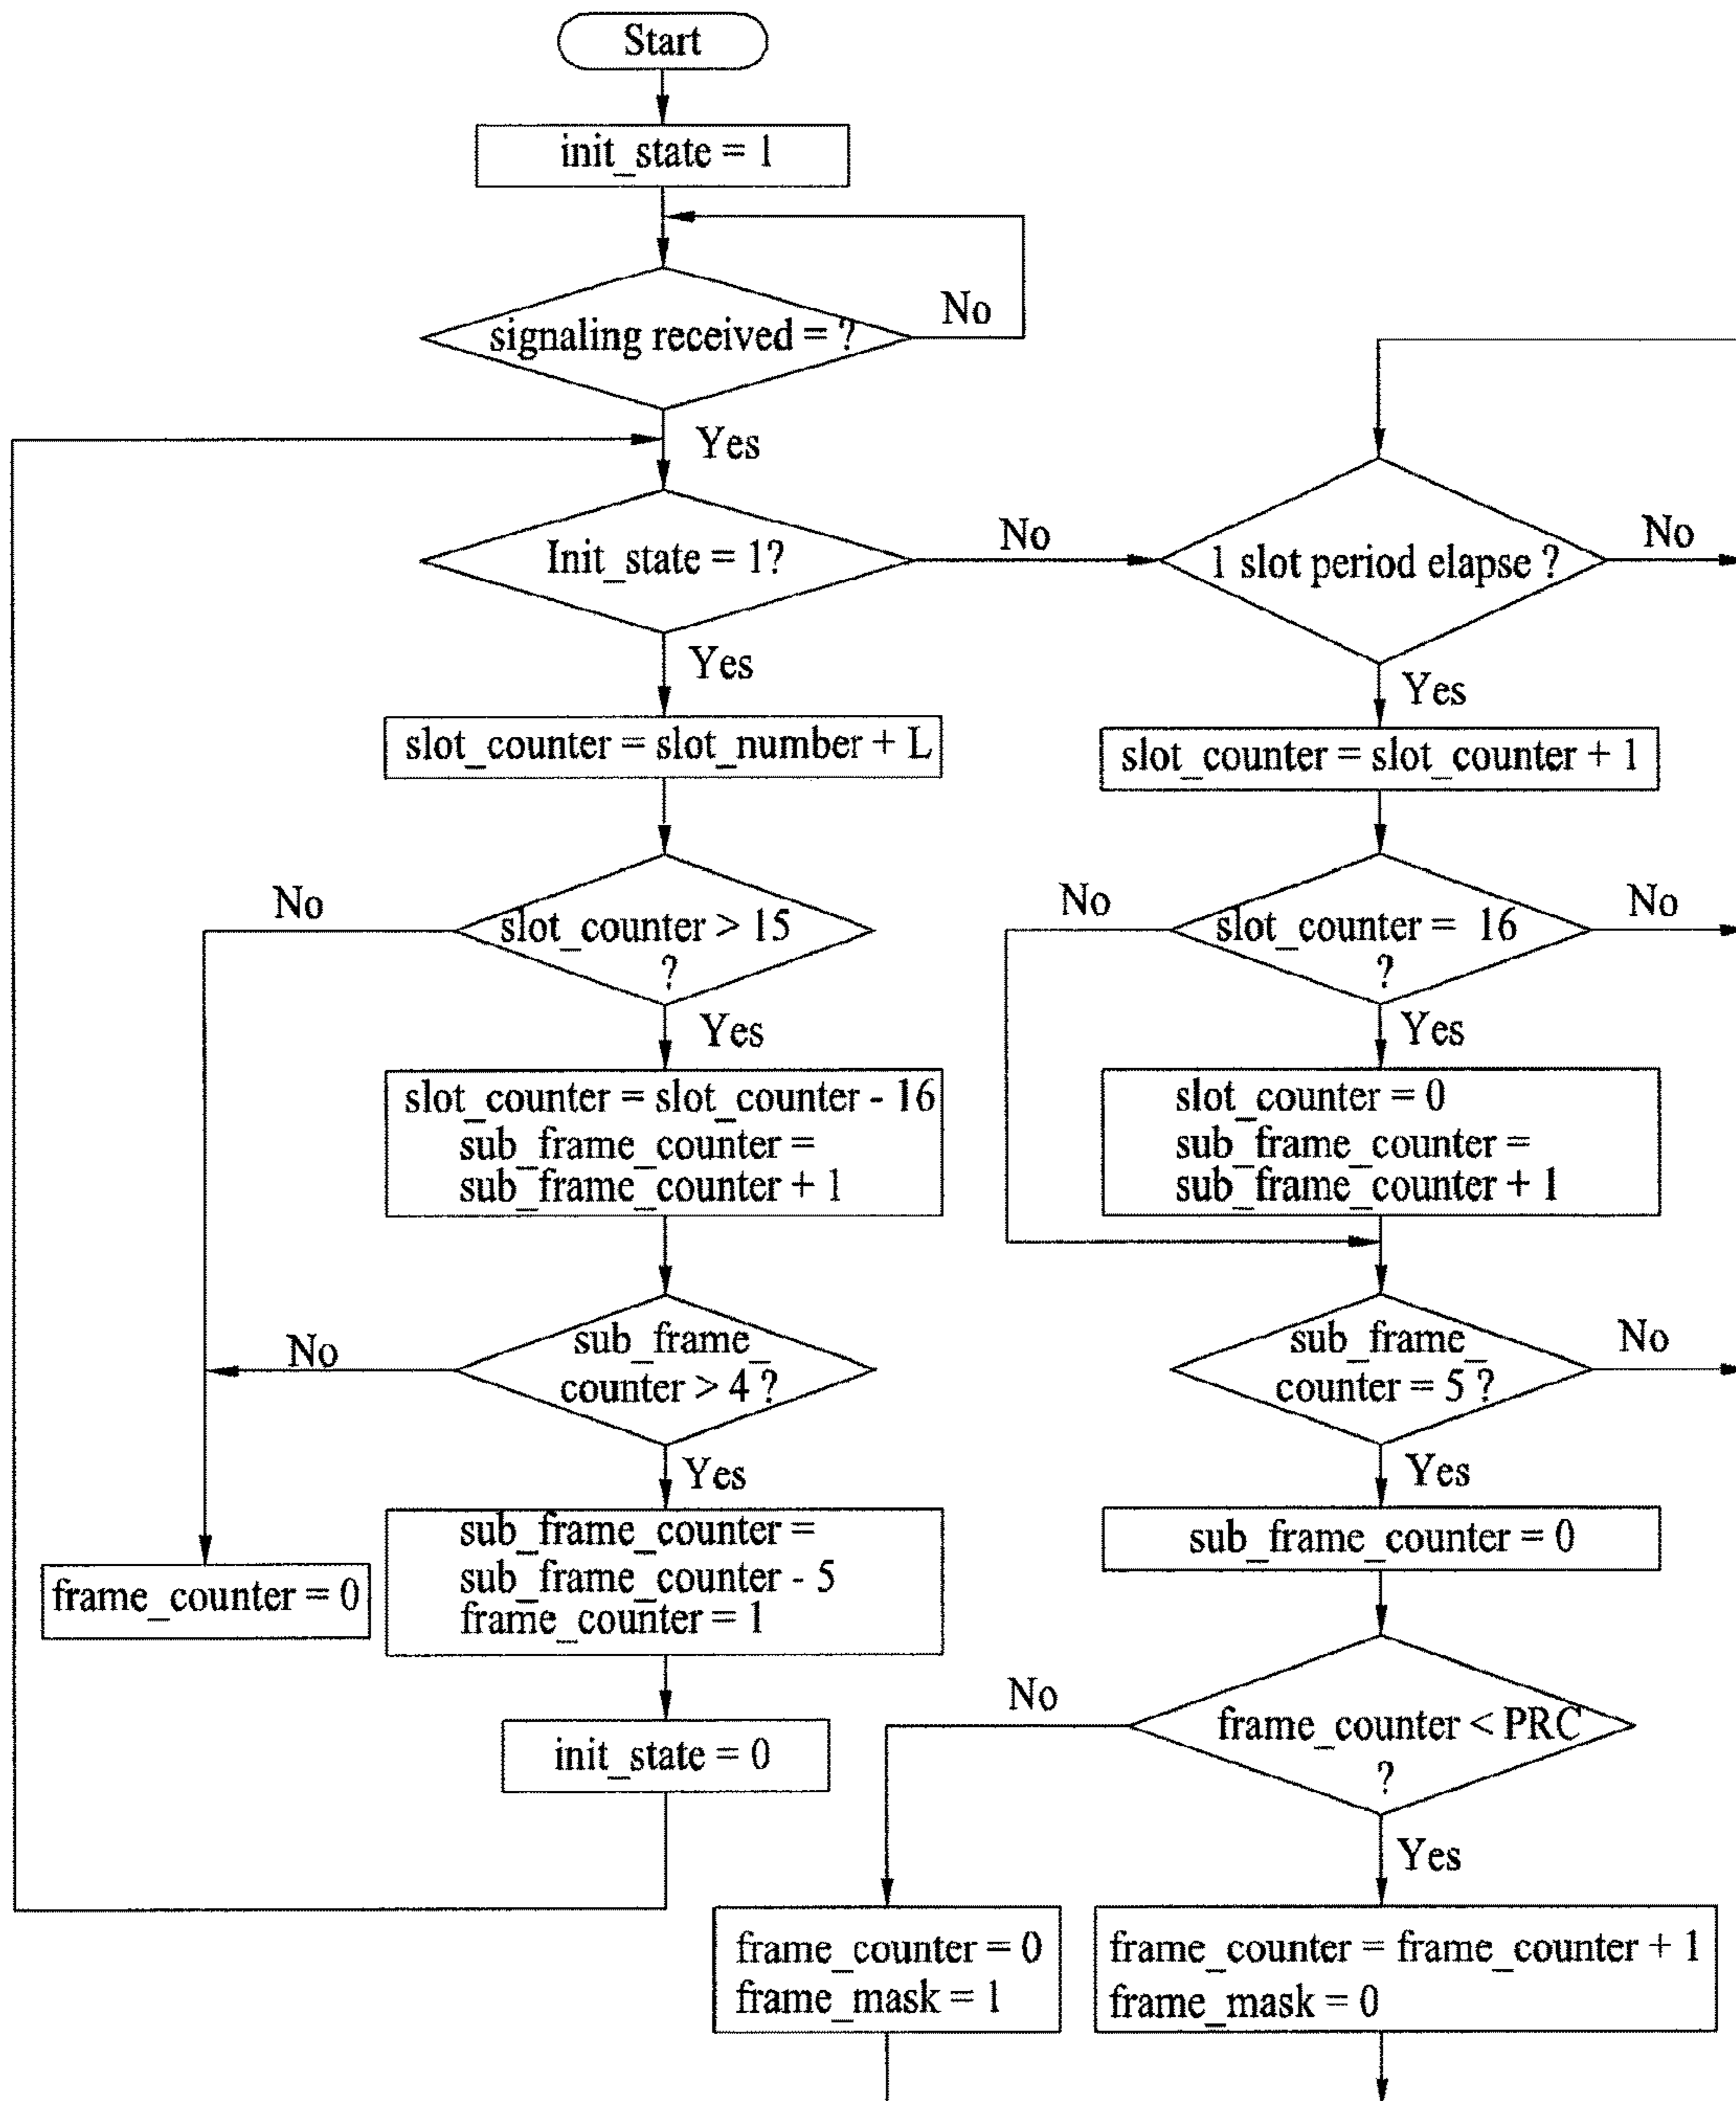 Start
init_state = 1
signaling received = ?
No
Yes
Init_state = 1?
No
1 slot period elapse ?
No
Yes
Yes
slot_counter = slot_number + L
slot_counter = slot_counter + 1
No
slot_counter > 15
?
No
slot_counter = 16
?
No
Yes
Yes
slot_counter = slot_counter - 16
sub_frame_counter =
sub_frame_counter + 1
slot_counter = 0
sub_frame_counter =
sub_frame_counter + 1
No
sub_frame_
counter > 4 ?
sub_frame_
counter = 5 ?
No
Yes
Yes
frame_counter = 0
sub_frame_counter =
sub_frame_counter - 5
frame_counter = 1
sub_frame_counter = 0
init_state = 0
No
frame_counter < PRC
?
Yes
frame_counter = 0
frame_mask = 1
frame_counter = frame_counter + 1
frame_mask = 0